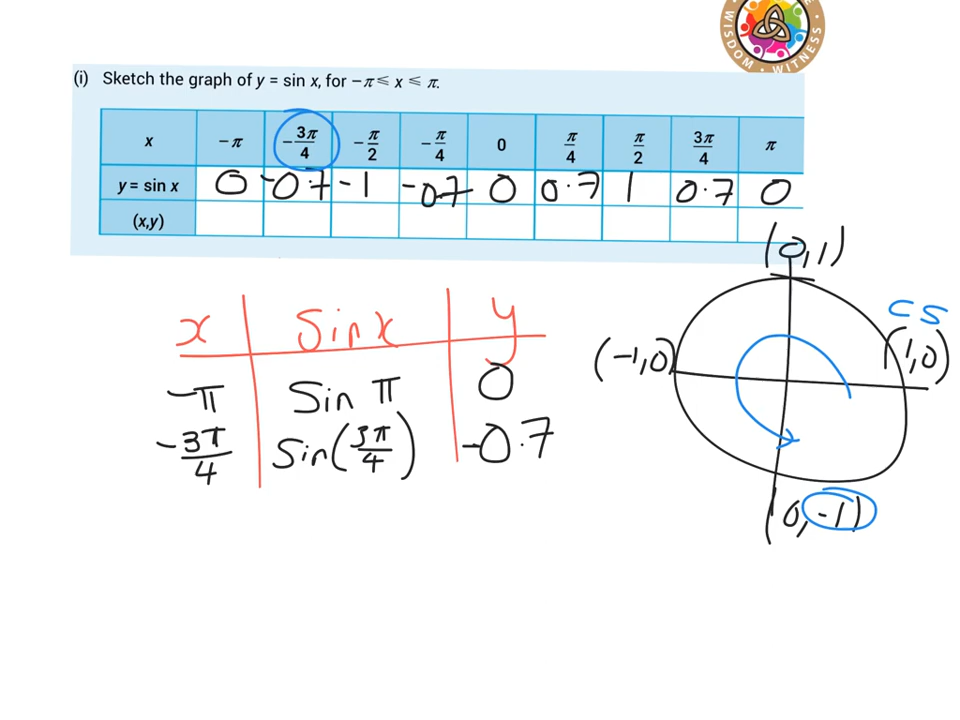 WISDOM · WITNESS
(i) Sketch the graph of y = sin x, for −π ⩽ x ⩽ π.
x −π −3π/4 −π/2 −π/4 0 π/4 π/2 3π/4 π
y = sin x 0 -0.7 -1 -0.7 0 0.7 1 0.7 0
(x,y)
(0,1)
CS
(-1,0) (1,0)
(0,-1)
x sin x y
-π Sin π 0
-3π/4 Sin(3π/4) -0.7